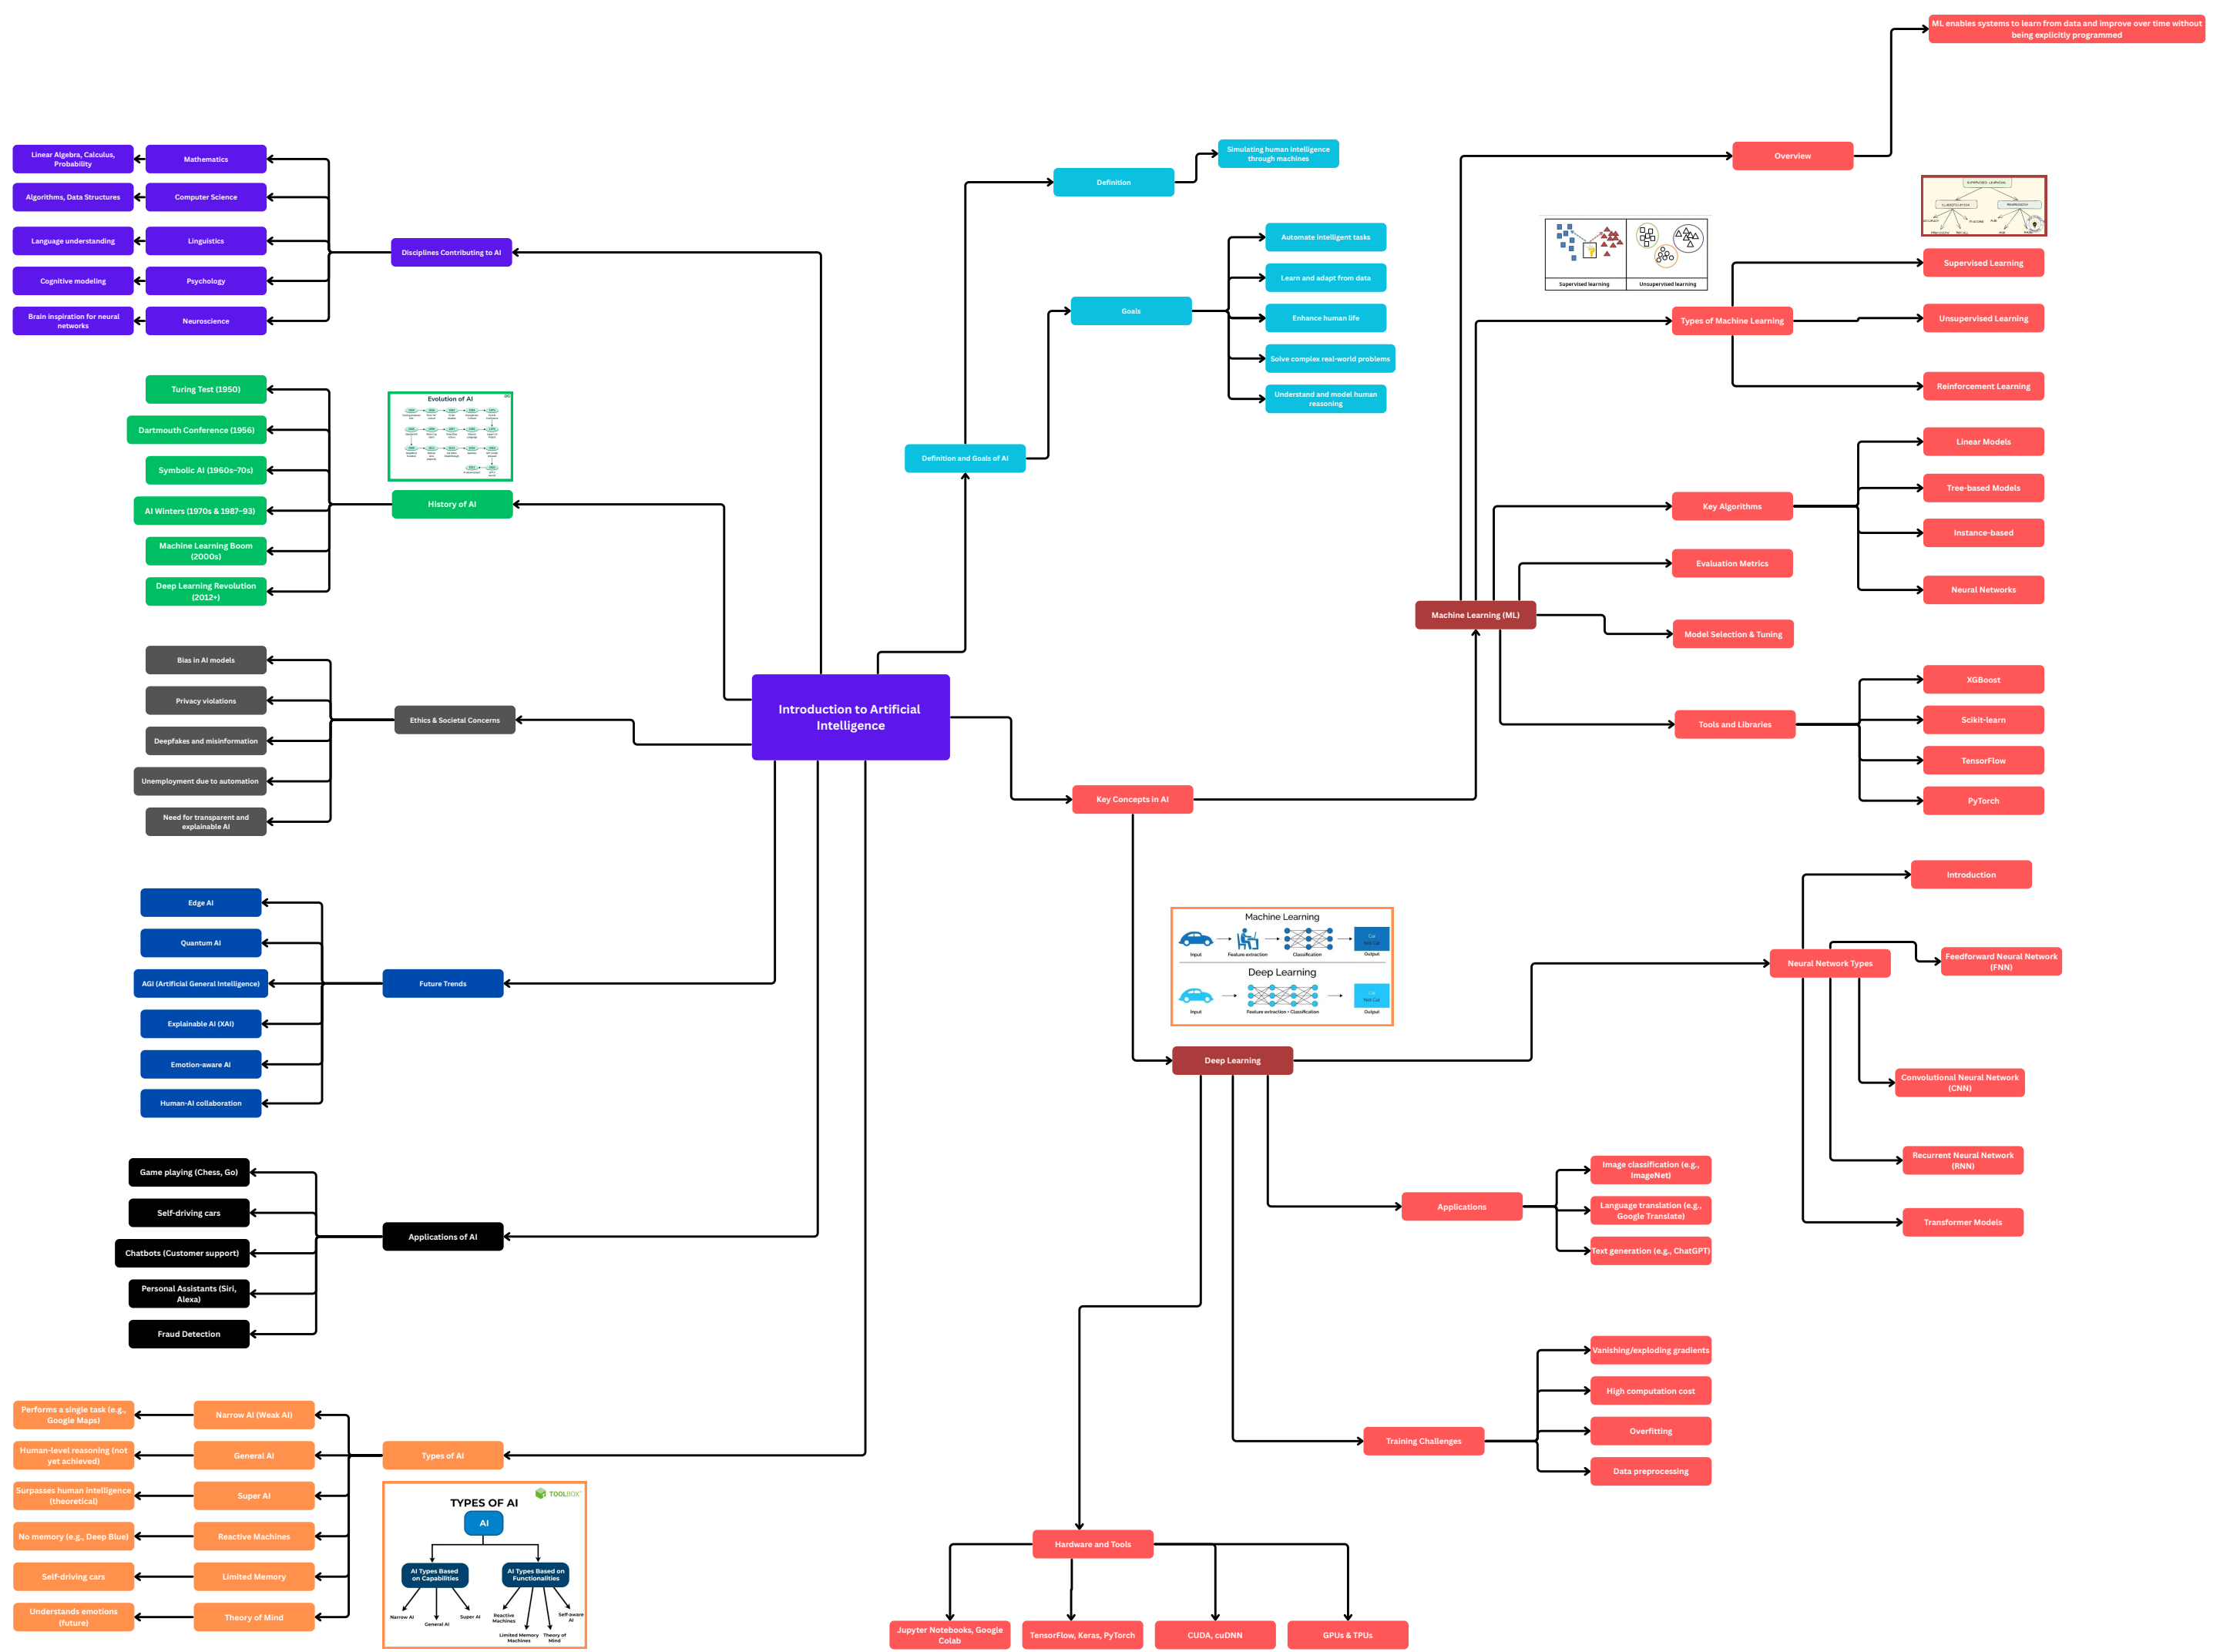 ML enables systems to learn from data and improve over time without
being explicitly programmed
Overview
Linear Algebra, Calculus,
Probability
Mathematics
Algorithms, Data Structures
Computer Science
Language understanding
Linguistics
Cognitive modeling
Psychology
Brain inspiration for neural
networks
Neuroscience
Disciplines Contributing to AI
Turing Test (1950)
Dartmouth Conference (1956)
Symbolic AI (1960s–70s)
AI Winters (1970s & 1987–93)
Machine Learning Boom
(2000s)
Deep Learning Revolution
(2012+)
Evolution of AI
History of AI
Bias in AI models
Privacy violations
Deepfakes and misinformation
Unemployment due to automation
Need for transparent and
explainable AI
Ethics & Societal Concerns
Edge AI
Quantum AI
AGI (Artificial General Intelligence)
Explainable AI (XAI)
Emotion-aware AI
Human-AI collaboration
Future Trends
Game playing (Chess, Go)
Self-driving cars
Chatbots (Customer support)
Personal Assistants (Siri,
Alexa)
Fraud Detection
Applications of AI
Performs a single task (e.g.,
Google Maps)
Narrow AI (Weak AI)
Human-level reasoning (not
yet achieved)
General AI
Surpasses human intelligence
(theoretical)
Super AI
No memory (e.g., Deep Blue)
Reactive Machines
Self-driving cars
Limited Memory
Understands emotions
(future)
Theory of Mind
Types of AI
TOOLBOX
TYPES OF AI
AI
AI Types Based
on Capabilities
AI Types Based on
Functionalities
Narrow AI
General AI
Super AI
Reactive
Machines
Limited Memory
Machines
Theory of
Mind
Self-aware
AI
Introduction to Artificial
Intelligence
Definition and Goals of AI
Definition
Simulating human intelligence
through machines
Goals
Automate intelligent tasks
Learn and adapt from data
Enhance human life
Solve complex real-world problems
Understand and model human
reasoning
Key Concepts in AI
Machine Learning (ML)
Supervised learning
Unsupervised learning
SUPERVISED LEARNING
CLASSIFICATION
REGRESSION
Types of Machine Learning
Supervised Learning
Unsupervised Learning
Reinforcement Learning
Key Algorithms
Linear Models
Tree-based Models
Instance-based
Neural Networks
Evaluation Metrics
Model Selection & Tuning
Tools and Libraries
XGBoost
Scikit-learn
TensorFlow
PyTorch
Machine Learning
Input
Feature extraction
Classification
Output
Car
Not Car
Deep Learning
Input
Feature extraction + Classification
Output
Car
Not Car
Deep Learning
Neural Network Types
Introduction
Feedforward Neural Network
(FNN)
Convolutional Neural Network
(CNN)
Recurrent Neural Network
(RNN)
Transformer Models
Applications
Image classification (e.g.,
ImageNet)
Language translation (e.g.,
Google Translate)
Text generation (e.g., ChatGPT)
Training Challenges
Vanishing/exploding gradients
High computation cost
Overfitting
Data preprocessing
Hardware and Tools
Jupyter Notebooks, Google
Colab
TensorFlow, Keras, PyTorch
CUDA, cuDNN
GPUs & TPUs